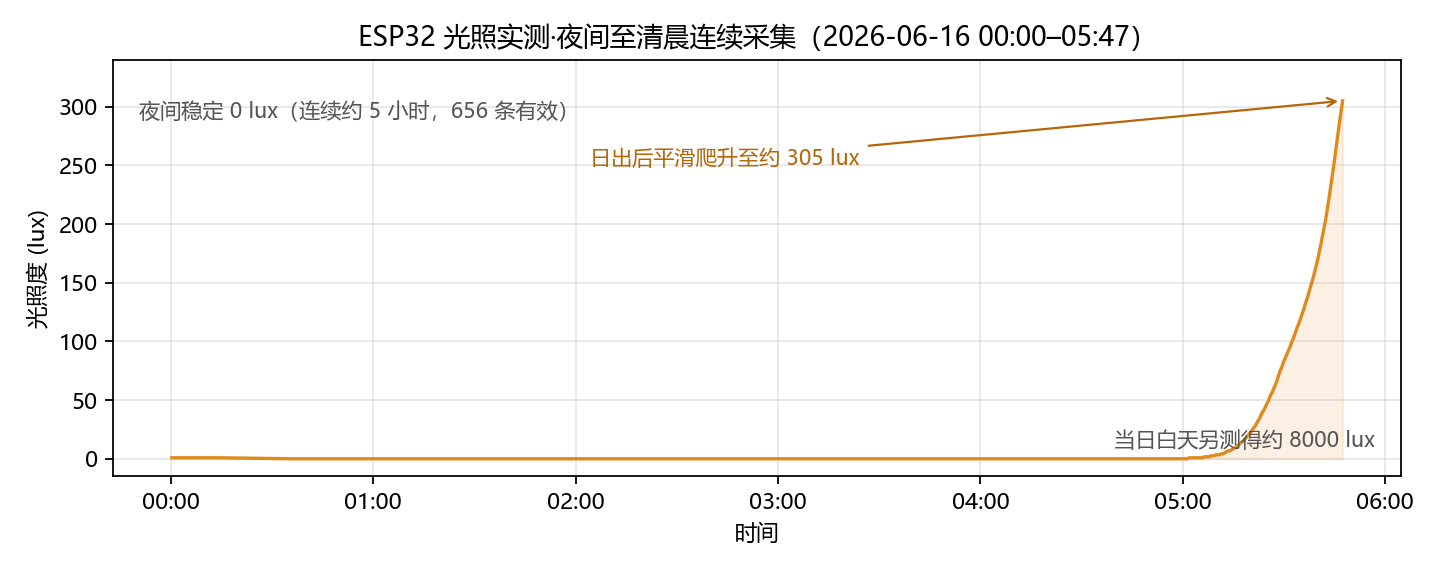 ESP32 光照实测·夜间至清晨连续采集（2026-06-16 00:00–05:47）
夜间稳定 0 lux（连续约 5 小时，656 条有效）
日出后平滑爬升至约 305 lux
当日白天另测得约 8000 lux
光照度 (lux)
300
250
200
150
100
50
0
00:00 01:00 02:00 03:00 04:00 05:00 06:00
时间